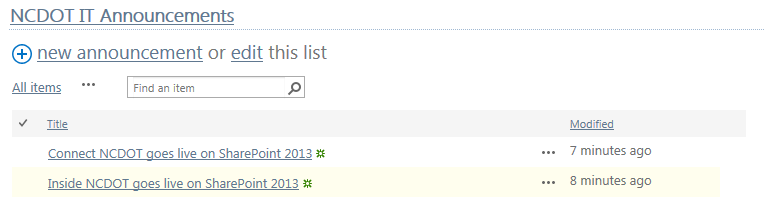 NCDOT IT Announcements
new announcement or edit this list
All items ••• Find an item
Title Modified
Connect NCDOT goes live on SharePoint 2013 ••• 7 minutes ago
Inside NCDOT goes live on SharePoint 2013 ••• 8 minutes ago